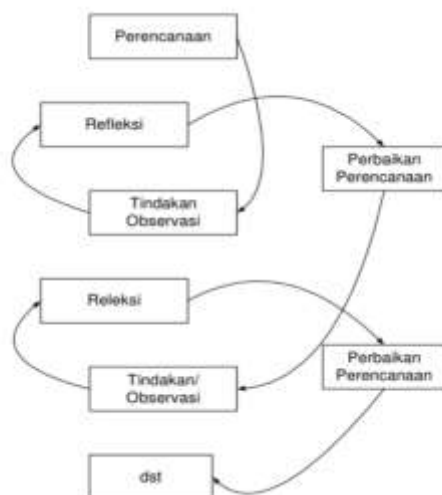 Perencanaan
Refleksi
Perbaikan
Perencanaan
Tindakan
Observasi
Releksi
Perbaikan
Perencanaan
Tindakan/
Observasi
dst